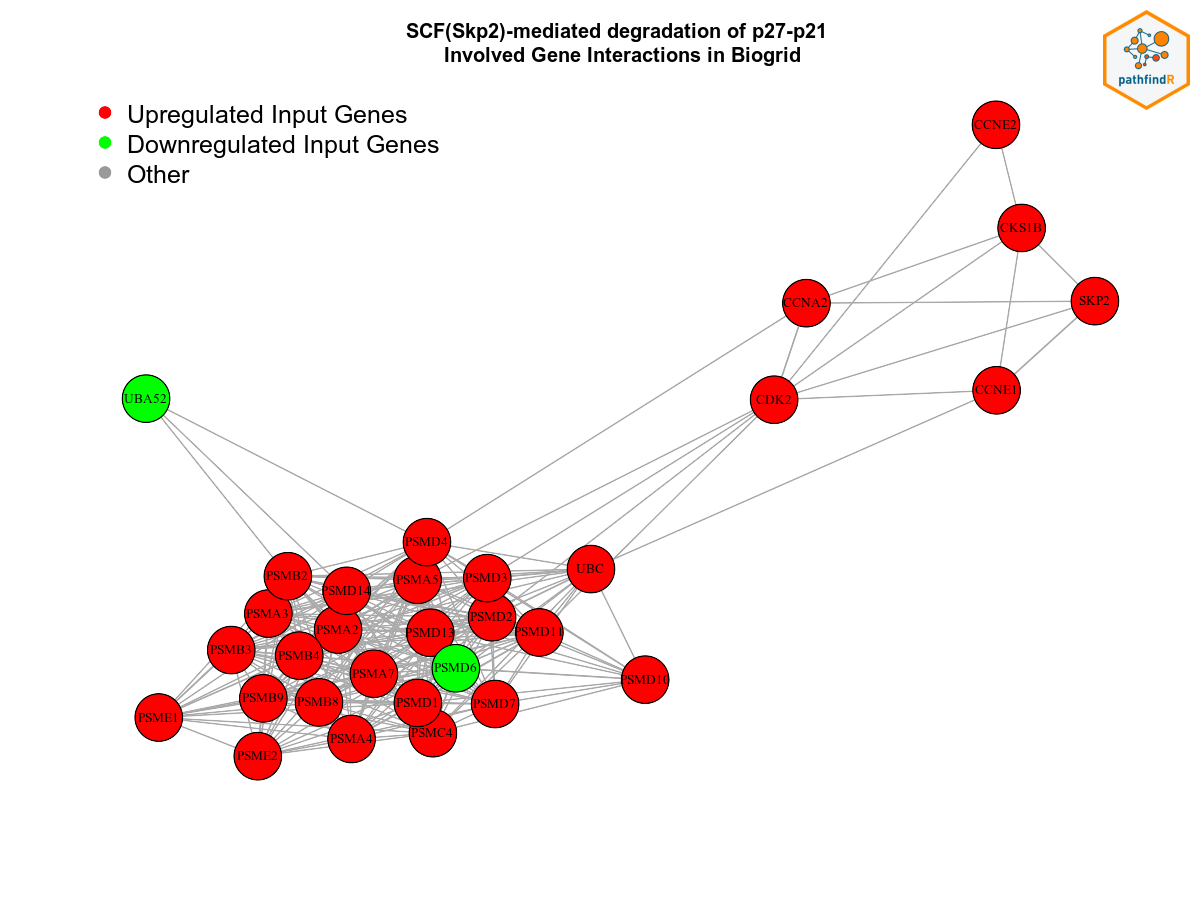 SCF(Skp2)-mediated degradation of p27-p21
Involved Gene Interactions in Biogrid
pathfindR
Upregulated Input Genes
Downregulated Input Genes
Other
CCNE2
CKS1B
CCNA2
SKP2
CCNE1
CDK2
UBA52
PSMD4
UBC
PSMB2
PSMA5
PSMD3
PSMD14
PSMA3
PSMD2
PSMA2
PSMD13
PSMD11
PSMB3
PSMB4
PSMD6
PSMA7
PSMD10
PSMB9
PSMB8
PSMD1
PSMD7
PSME1
PSMC4
PSMA4
PSME2